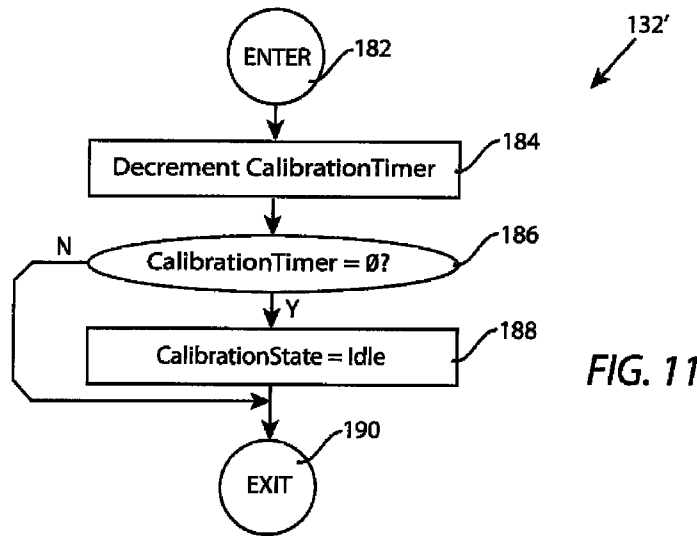 132'
ENTER
182
Decrement CalibrationTimer
184
N
CalibrationTimer = Ø?
186
Y
CalibrationState = Idle
188
FIG. 11
190
EXIT